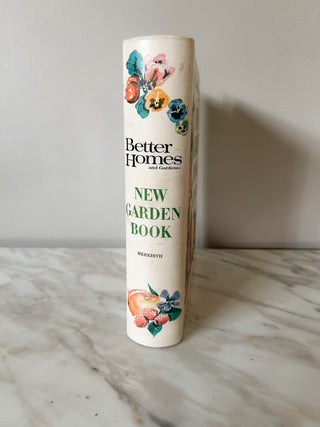 Better
Homes
and Gardens
NEW
GARDEN
BOOK
MEREDITH